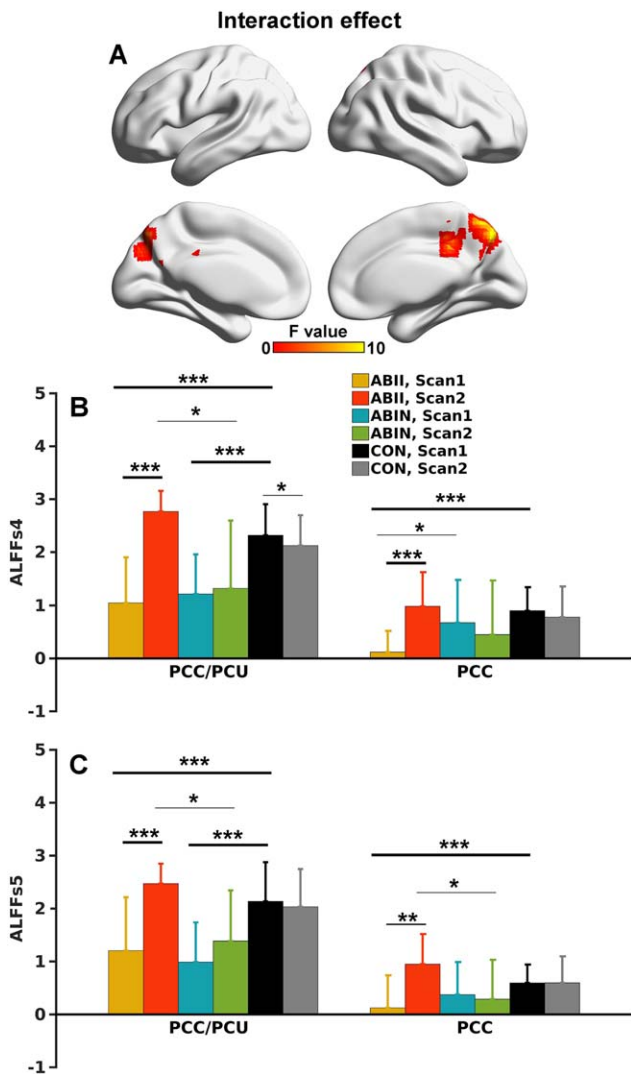 Interaction effect
A
F value
0 10
B
ABII, Scan1
ABII, Scan2
ABIN, Scan1
ABIN, Scan2
CON, Scan1
CON, Scan2
5
4
3
2
1
0
-1
ALFFs4
***
*
***
***
*
***
*
***
PCC/PCU PCC
C
5
4
3
2
1
0
-1
ALFFs5
***
*
***
***
***
*
**
PCC/PCU PCC